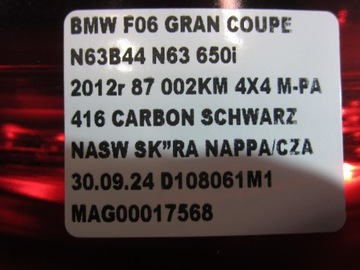 BMW F06 GRAN COUPE
N63B44 N63 650i
2012r 87 002KM 4X4 M-PA
416 CARBON SCHWARZ
NASW SK"RA NAPPA/CZA
30.09.24 D108061M1
MAG00017568